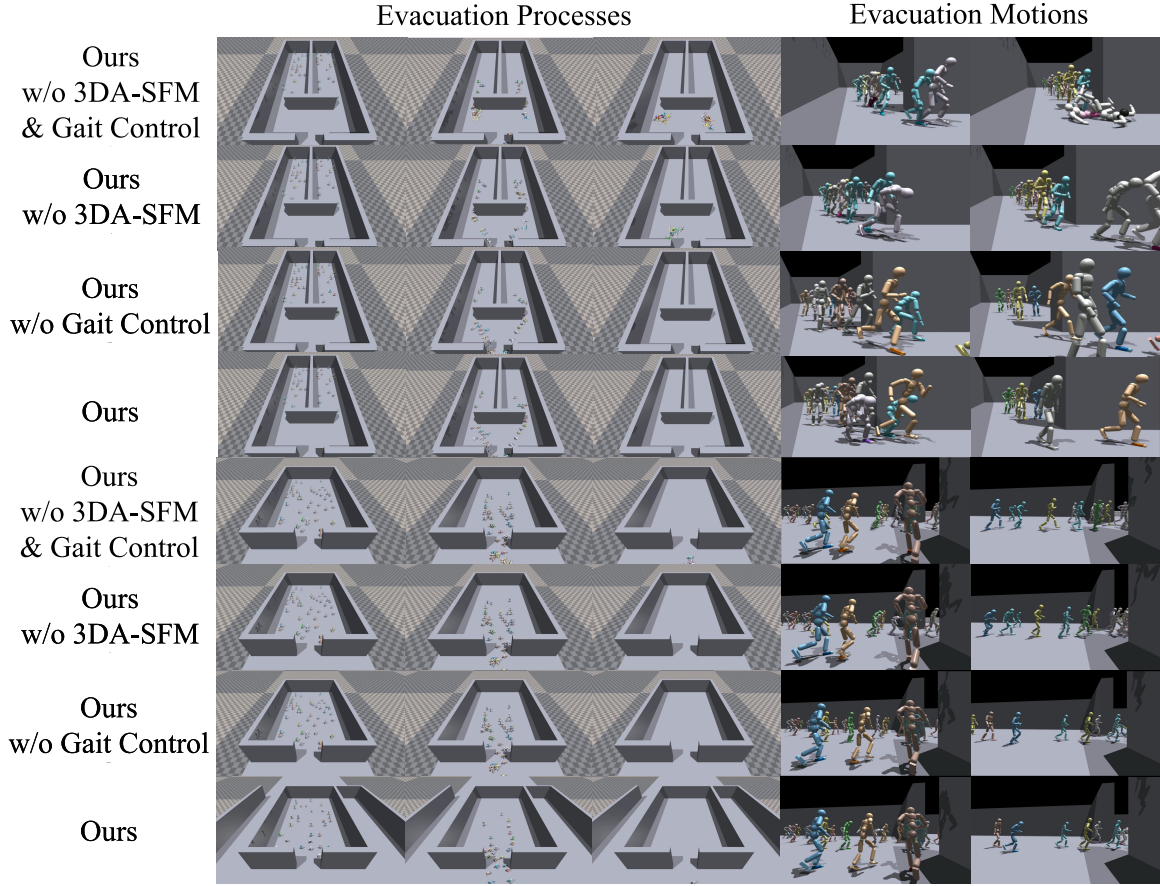 Evacuation Processes
Evacuation Motions
Ours
w/o 3DA-SFM
& Gait Control
Ours
w/o 3DA-SFM
Ours
w/o Gait Control
Ours
Ours
w/o 3DA-SFM
& Gait Control
Ours
w/o 3DA-SFM
Ours
w/o Gait Control
Ours